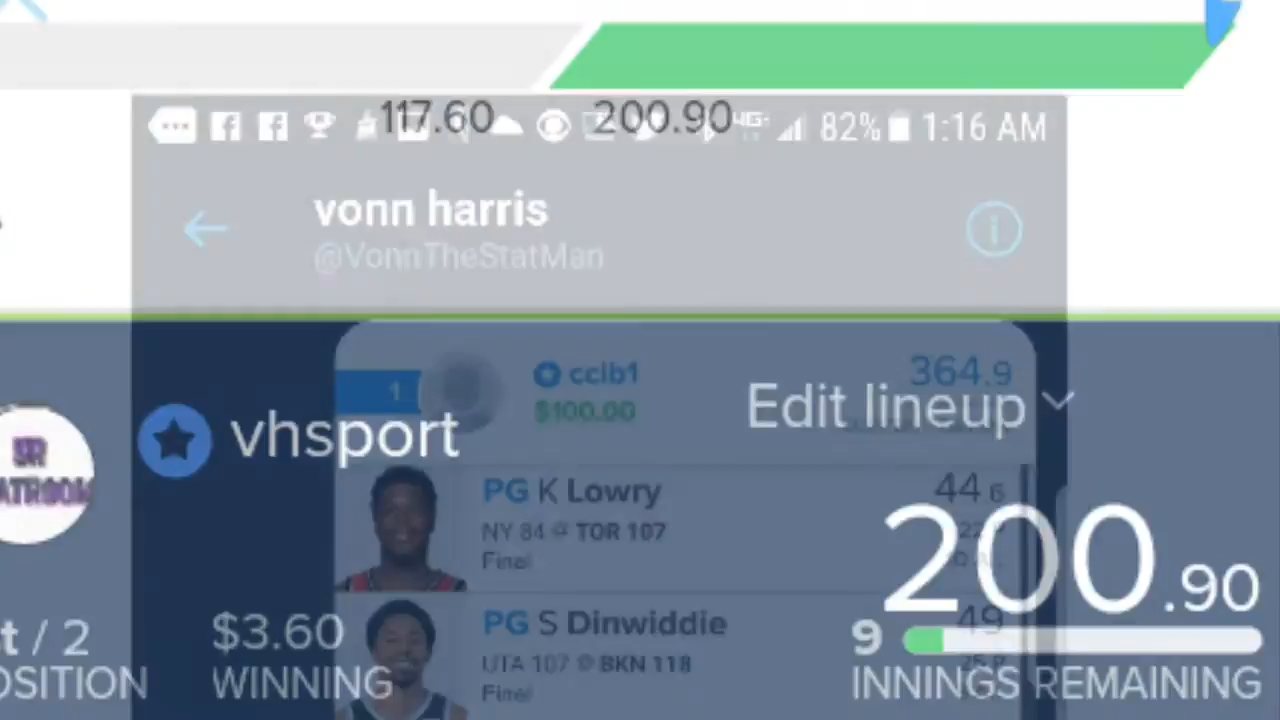 117.60 200.90
82% 1:16 AM
vonn harris
@VonnTheStatMan
1 cclb1 364.9
$100.00
Edit lineup
vhsport
PG K Lowry 44
NY 84 @ TOR 107
Final
200.90
PG S Dinwiddie 49
/ 2 $3.60 9
UTA 107 @ BKN 118
WINNING INNINGS REMAINING
Final